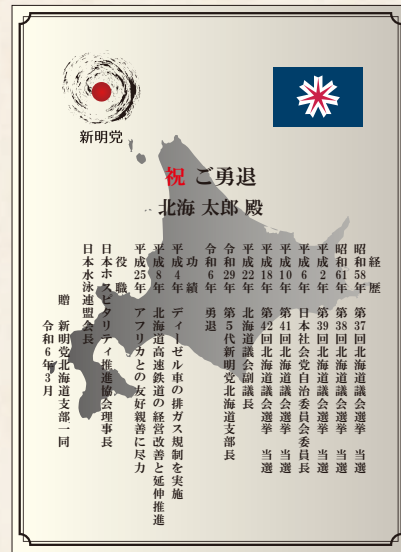 新明党
祝 ご勇退
北海 太郎 殿
経歴
昭和58年 第37回北海道議会選挙 当選
昭和61年 第38回北海道議会選挙 当選
平成2年 第39回北海道議会選挙 当選
平成6年 日本社会党自治委員会委員長
平成10年 第41回北海道議会選挙 当選
平成18年 第42回北海道議会選挙 当選
平成22年 北海道議会副議長
令和29年 第5代新明党北海道支部長
令和6年 勇退
功績
平成4年 ディーゼル車の排ガス規制を実施
平成8年 北海道高速鉄道の経営改善と延伸推進
平成25年 アフリカとの友好親善に尽力
役職
日本ホスピタリティ推進協会理事長
日本水泳連盟会長
贈 新明党北海道支部一同
令和6年3月